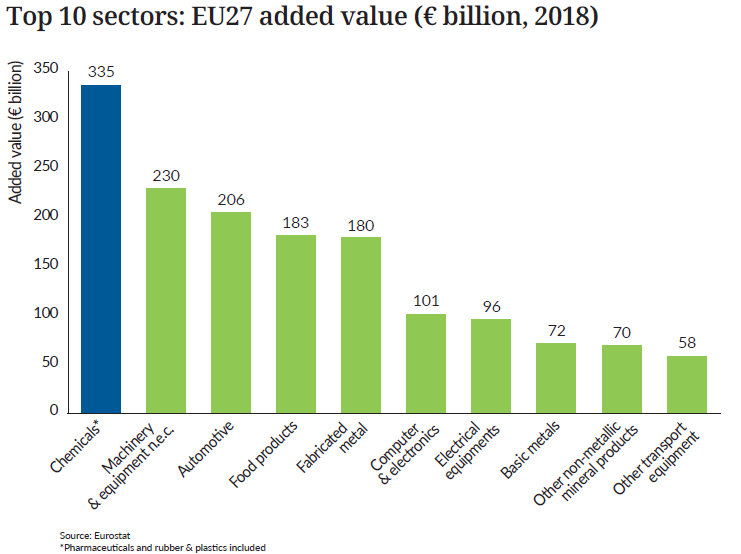 Top 10 sectors: EU27 added value (€ billion, 2018)
Added value (€ billion)
350
300
250
200
150
100
50
0
335
230
206
183
180
101
96
72
70
58
Chemicals*
Machinery
& equipment n.e.c.
Automotive
Food products
Fabricated
metal
Computer
& electronics
Electrical
equipments
Basic metals
Other non-metallic
mineral products
Other transport
equipment
Source: Eurostat
*Pharmaceuticals and rubber & plastics included